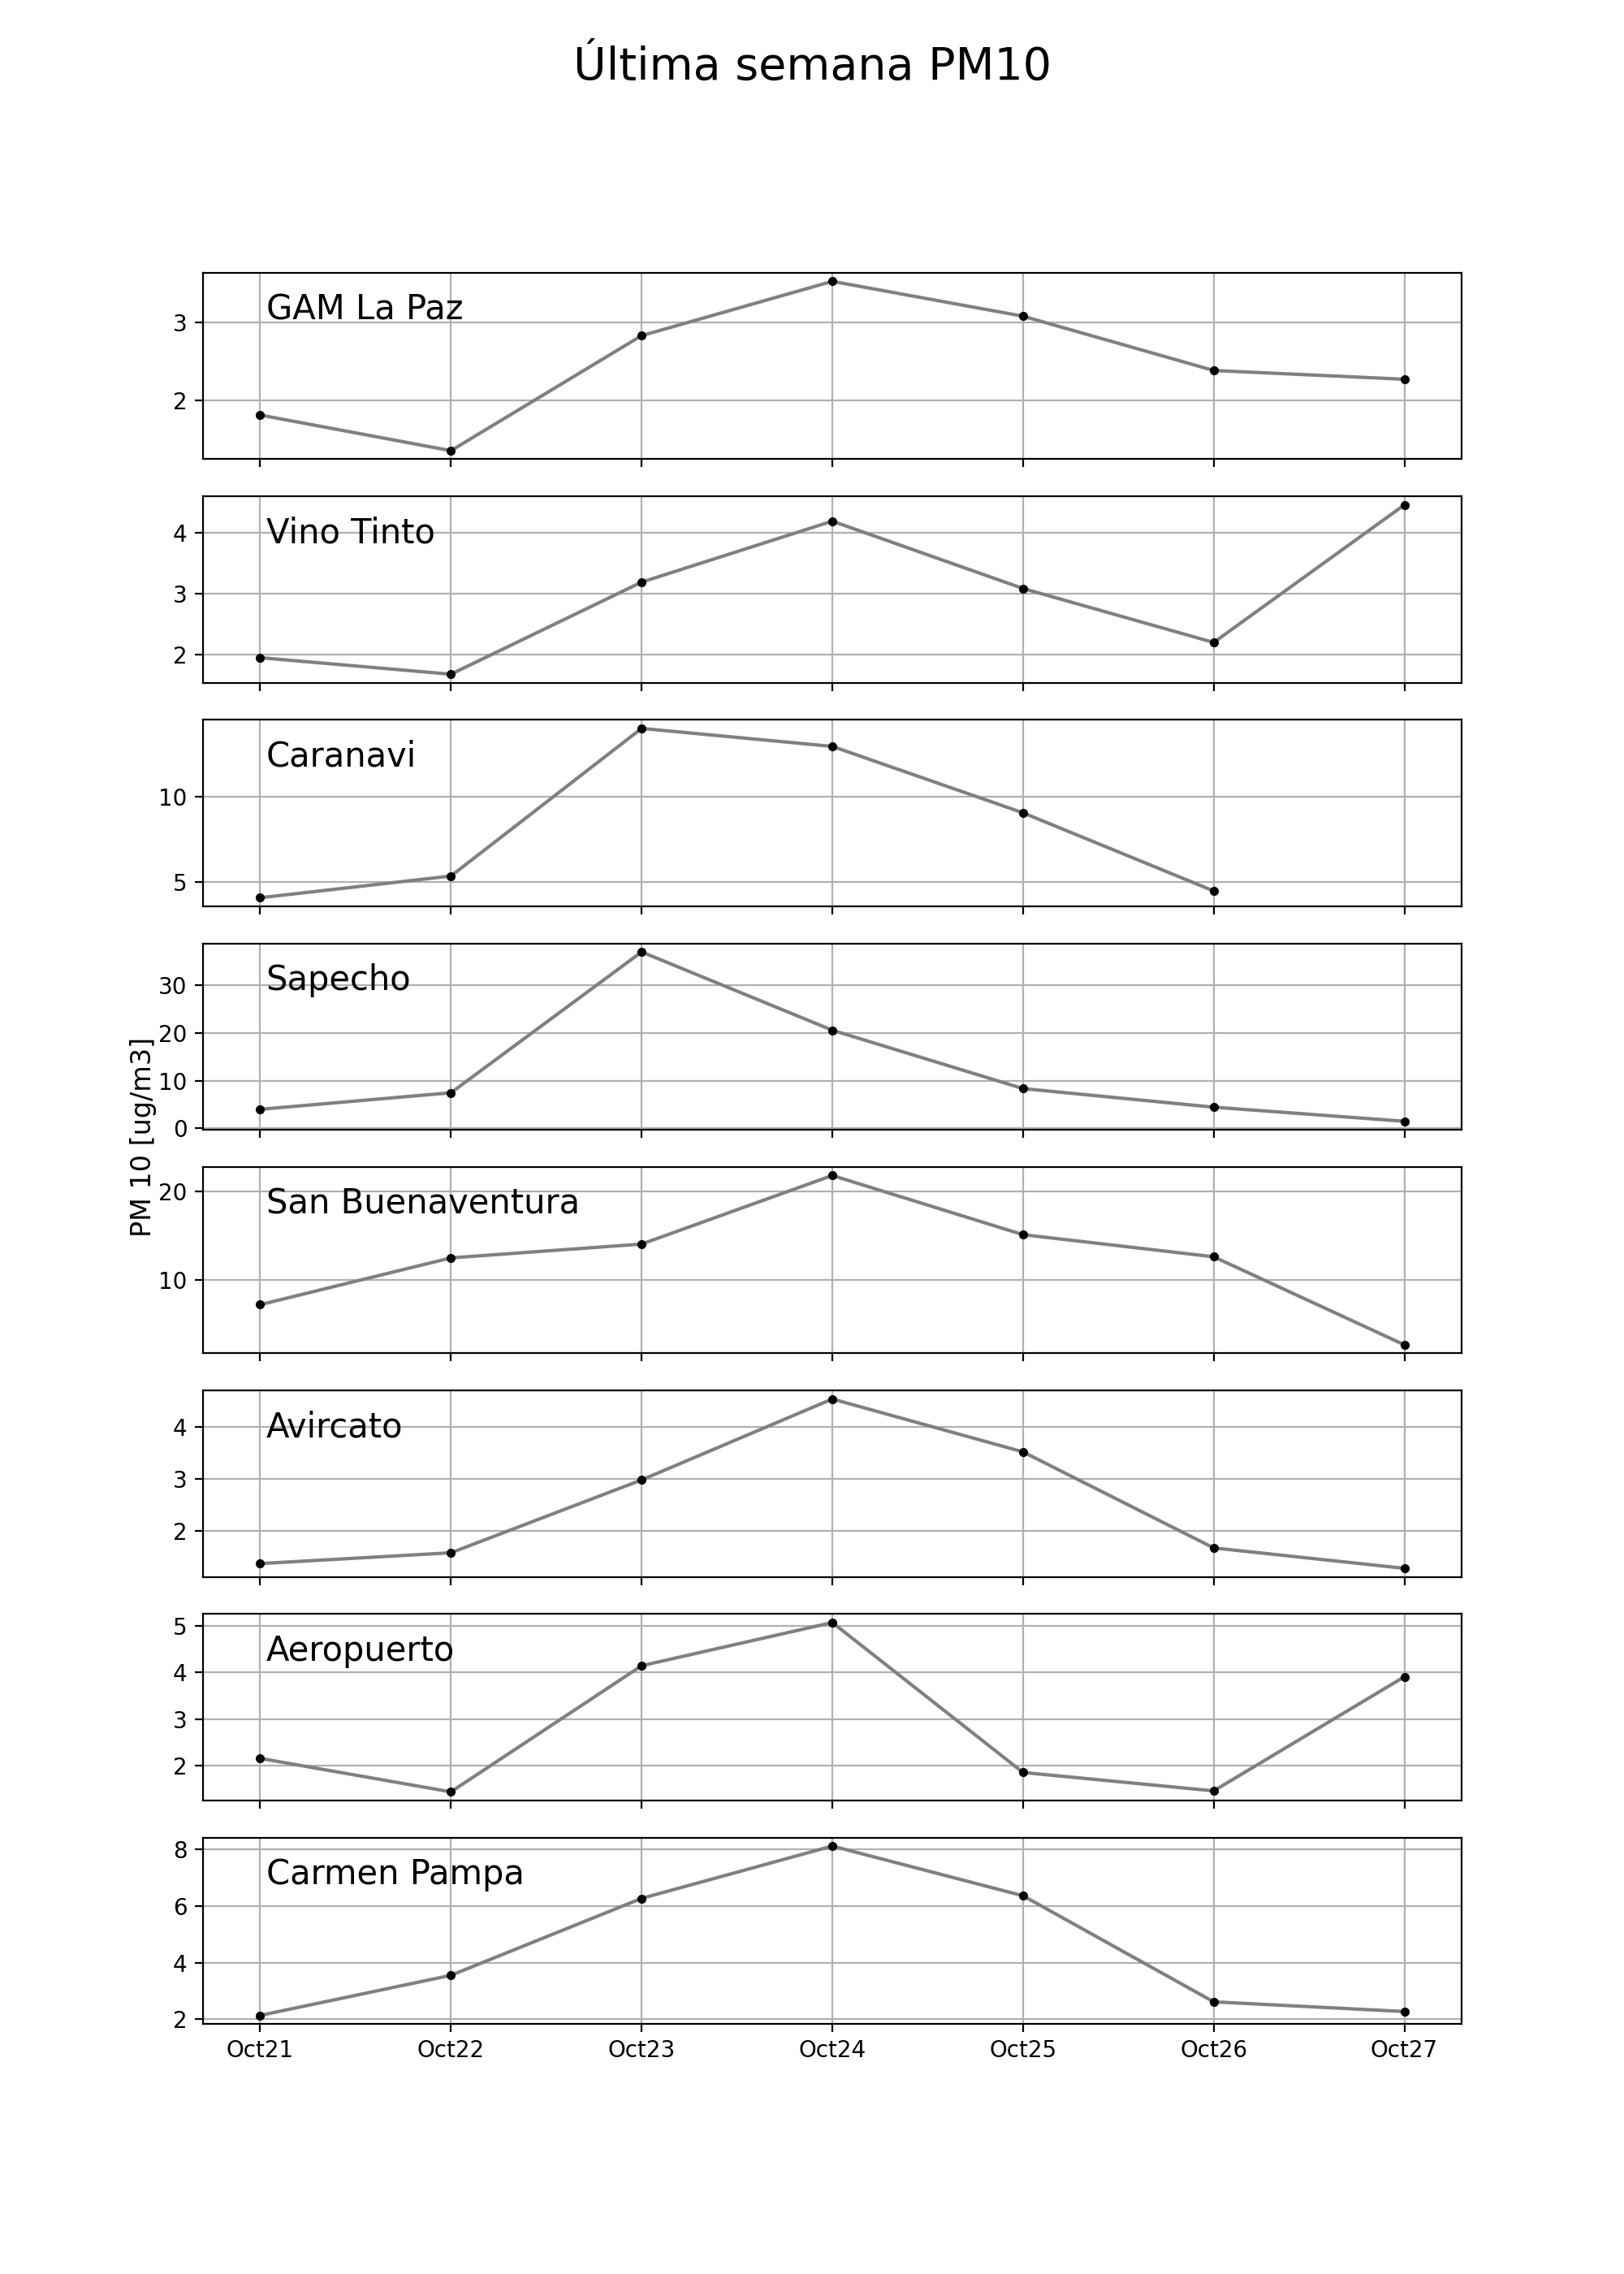 Última semana PM10
GAM La Paz
3
2
Vino Tinto
4
3
2
Caranavi
10
5
Sapecho
30
20
10
0
PM 10 [ug/m3]
San Buenaventura
20
10
Avircato
4
3
2
Aeropuerto
5
4
3
2
Carmen Pampa
8
6
4
2
Oct21 Oct22 Oct23 Oct24 Oct25 Oct26 Oct27